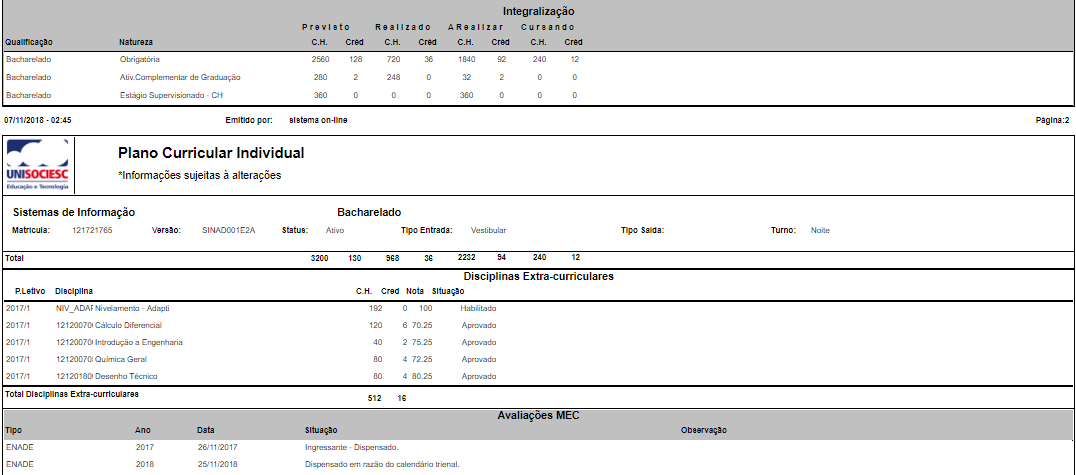 Integralização
Previsto Realizado ARealizar Cursando
Qualificação Natureza C.H. Créd C.H. Créd C.H. Créd C.H. Créd
Bacharelado Obrigatória 2560 128 720 36 1840 92 240 12
Bacharelado Ativ.Complementar de Graduação 280 2 248 0 32 2 0 0
Bacharelado Estágio Supervisionado - CH 360 0 0 0 360 0 0 0
07/11/2018 - 02:45 Emitido por: sistema on-line Página:2
UNISOCIESC
Educação e Tecnologia
Plano Curricular Individual
*Informações sujeitas à alterações
Sistemas de Informação Bacharelado
Matrícula: 121721765 Versão: SINAD001E2A Status: Ativo Tipo Entrada: Vestibular Tipo Saída: Turno: Noite
Total 3200 130 968 36 2232 94 240 12
Disciplinas Extra-curriculares
P.Letivo Disciplina C.H. Cred Nota Situação
2017/1 NIV_ADAF Nivelamento - Adapti 192 0 100 Habilitado
2017/1 12120070 Cálculo Diferencial 120 6 70.25 Aprovado
2017/1 12120070 Introdução a Engenharia 40 2 75.25 Aprovado
2017/1 12120070 Química Geral 80 4 72.25 Aprovado
2017/1 12120180 Desenho Técnico 80 4 80.25 Aprovado
Total Disciplinas Extra-curriculares 512 16
Avaliações MEC
Tipo Ano Data Situação Observação
ENADE 2017 26/11/2017 Ingressante - Dispensado.
ENADE 2018 25/11/2018 Dispensado em razão do calendário trienal.